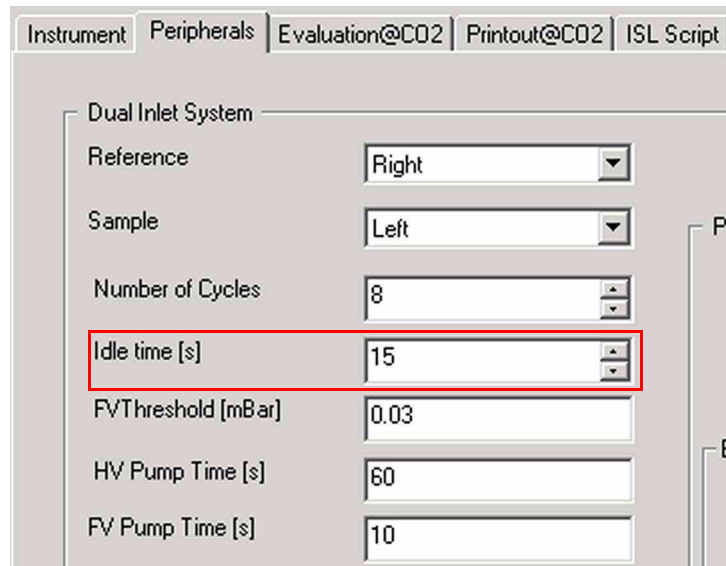 Instrument Peripherals Evaluation@CO2 Printout@CO2 ISL Script
Dual Inlet System
Reference Right
Sample Left
Number of Cycles 8
Idle time [s] 15
FVThreshold [mBar] 0.03
HV Pump Time [s] 60
FV Pump Time [s] 10